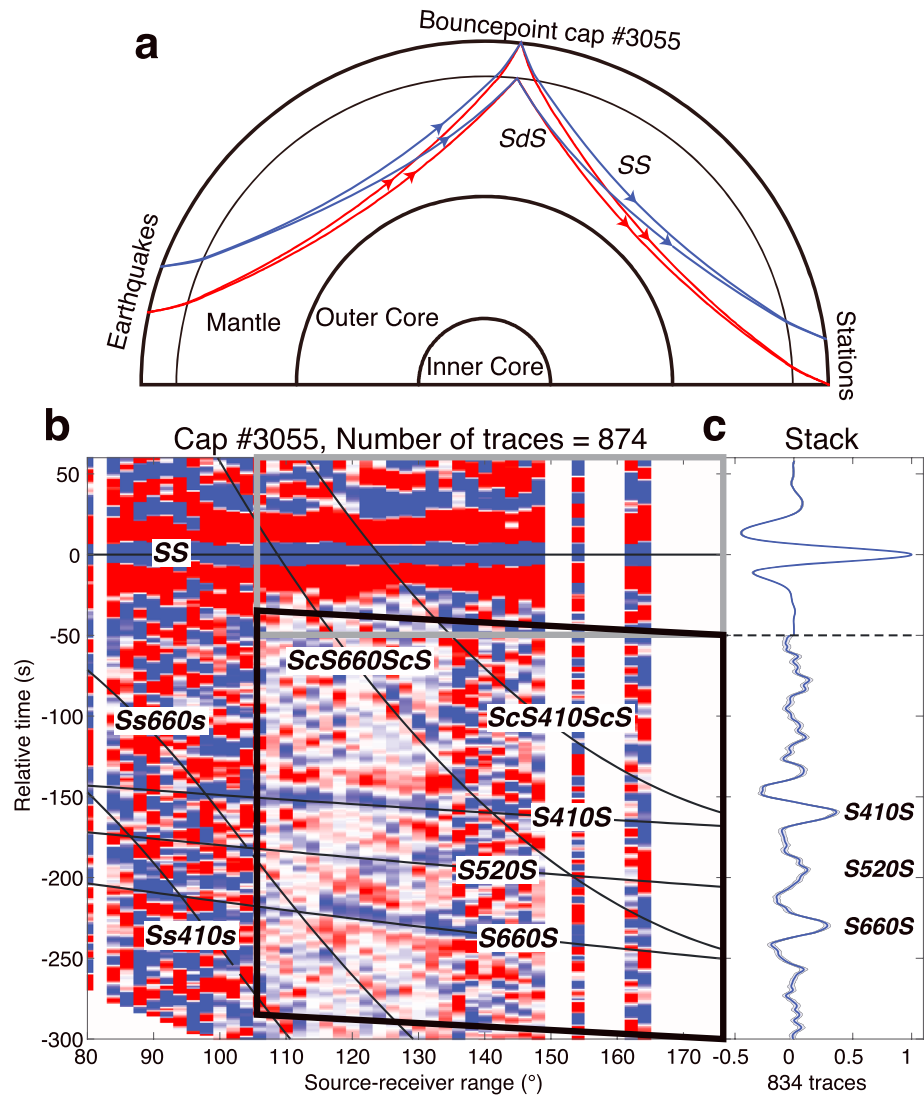 a
Bouncepoint cap #3055
SdS
SS
Earthquakes
Mantle
Outer Core
Inner Core
Stations
b
Cap #3055, Number of traces = 874
c
Stack
50
0
-50
-100
-150
-200
-250
-300
Relative time (s)
SS
ScS660ScS
Ss660s
ScS410ScS
S410S
S520S
Ss410s
S660S
S410S
S520S
S660S
80
90
100
110
120
130
140
150
160
170
Source-receiver range (°)
-0.5
0
0.5
1
834 traces